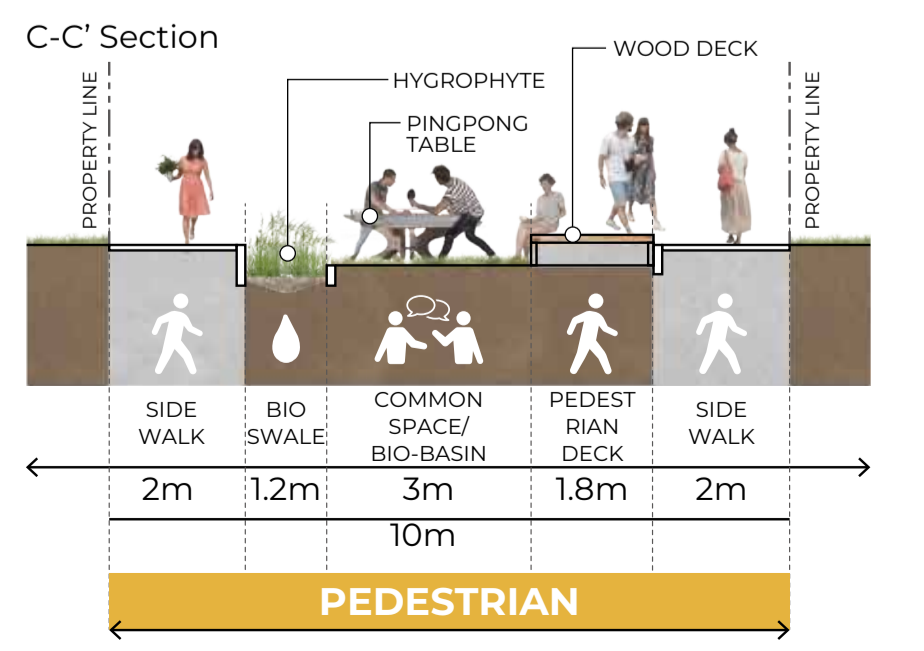 C-C’ Section
WOOD DECK
HYGROPHYTE
PINGPONG
TABLE
PROPERTY LINE
PROPERTY LINE
SIDE
WALK
BIO
SWALE
COMMON
SPACE/
BIO-BASIN
PEDEST
RIAN
DECK
SIDE
WALK
2m
1.2m
3m
1.8m
2m
10m
PEDESTRIAN